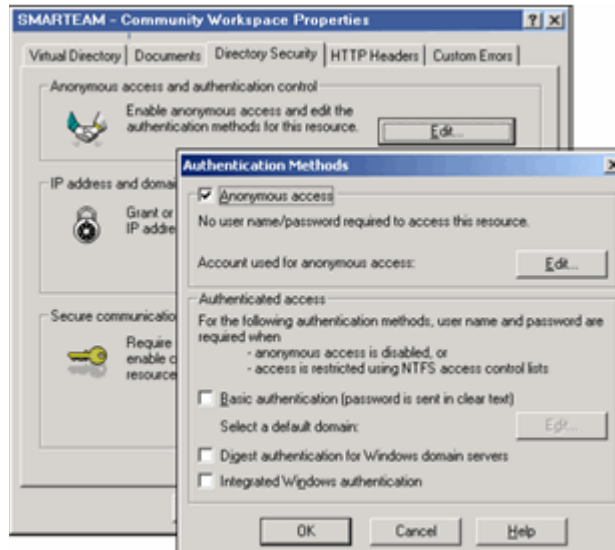 SMARTEAM - Community Workspace Properties
Virtual Directory Documents Directory Security HTTP Headers Custom Errors
Anonymous access and authentication control
Enable anonymous access and edit the
authentication methods for this resource.
Edit...
IP address and domai
Grant or
IP addre
Secure communicatio
Require
enable c
resource
Authentication Methods
Anonymous access
No user name/password required to access this resource.
Account used for anonymous access:
Edit...
Authenticated access
For the following authentication methods, user name and password are
required when
- anonymous access is disabled, or
- access is restricted using NTFS access control lists
Basic authentication (password is sent in clear text)
Select a default domain:
Edit...
Digest authentication for Windows domain servers
Integrated Windows authentication
OK Cancel Help